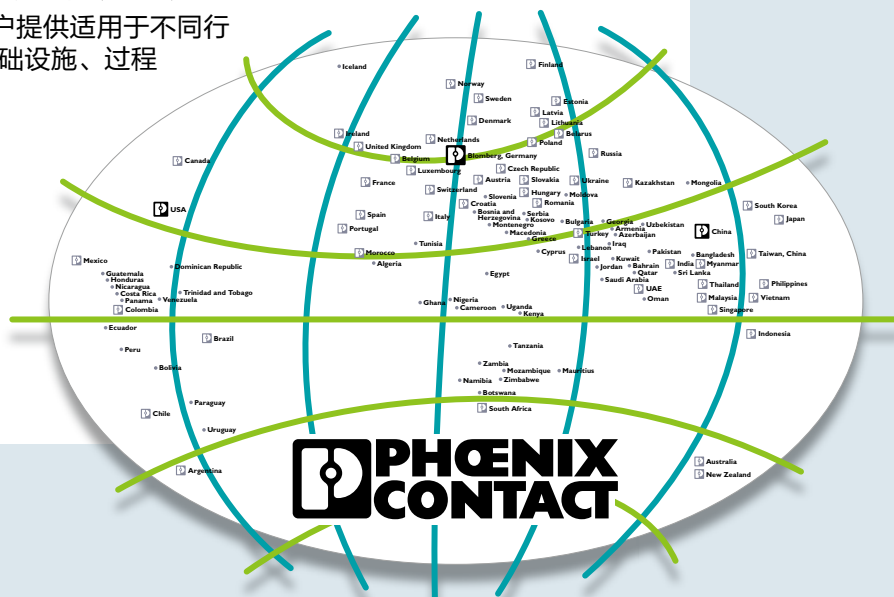 户提供适用于不同行
础设施、过程
Iceland
Finland
Norway
Sweden
Estonia
Latvia
Denmark
Lithuania
Ireland
Belarus
Netherlands
Poland
United Kingdom
Belgium
Blomberg, Germany
Russia
Canada
Luxembourg
Czech Republic
France
Austria
Slovakia
Ukraine
Kazakhstan
Mongolia
Switzerland
Hungary
Moldova
Slovenia
Croatia
Romania
USA
Spain
Italy
Bosnia and
Herzegovina
Serbia
Kosovo
Montenegro
Bulgaria
Georgia
Armenia
Uzbekistan
South Korea
Japan
Portugal
Macedonia
Turkey
Azerbaijan
China
Greece
Tunisia
Lebanon
Iraq
Morocco
Cyprus
Israel
Kuwait
Pakistan
Bangladesh
Taiwan, China
Mexico
Algeria
Jordan
Bahrain
India
Myanmar
Dominican Republic
Guatemala
Honduras
Egypt
Qatar
Sri Lanka
Saudi Arabia
Nicaragua
UAE
Thailand
Philippines
Costa Rica
Trinidad and Tobago
Panama
Venezuela
Ghana
Nigeria
Oman
Malaysia
Vietnam
Colombia
Cameroon
Uganda
Kenya
Singapore
Ecuador
Brazil
Indonesia
Peru
Tanzania
Bolivia
Zambia
Mozambique
Mauritius
Namibia
Zimbabwe
Botswana
Paraguay
South Africa
Chile
Uruguay
Argentina
Australia
New Zealand
PHŒNIX
CONTACT